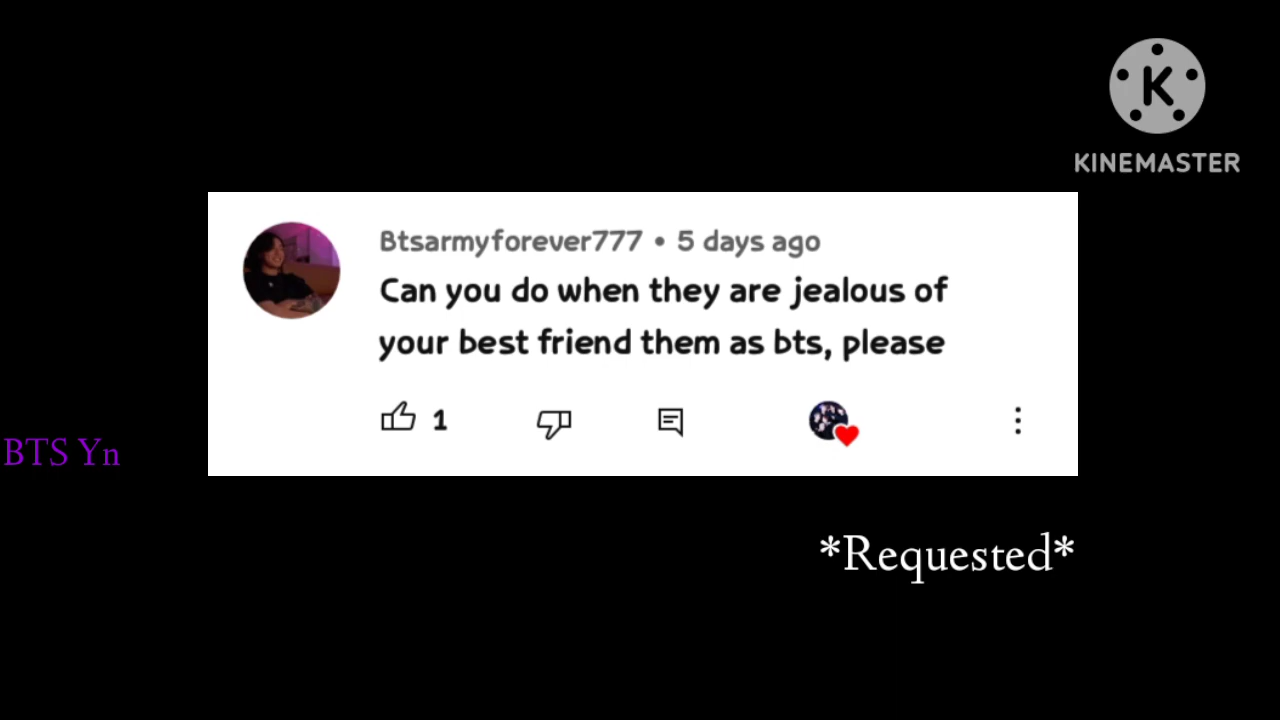 K
KINEMASTER
Btsarmyforever777 • 5 days ago
Can you do when they are jealous of
your best friend them as bts, please
1
BTS Yn
*Requested*